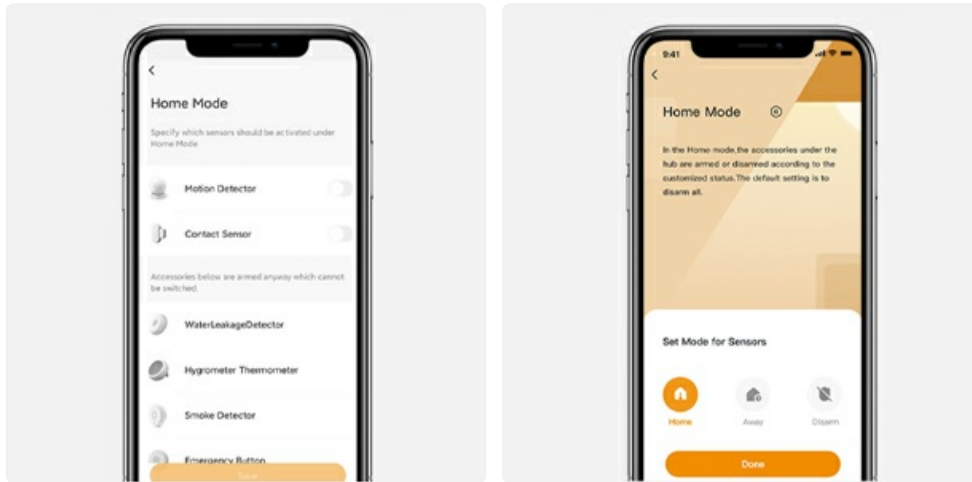 Home Mode
Specify which sensors should be activated under
Home Mode
Motion Detector
Contact Sensor
Accessories below are armed anyway which cannot
be switched.
WaterLeakageDetector
Hygrometer Thermometer
Smoke Detector
Emergency Button
Save
9:41
Home Mode
In the Home mode,the accessories under the
hub are armed or disarmed according to the
customized status.The default setting is to
disarm all.
Set Mode for Sensors
Home
Away
Disarm
Done